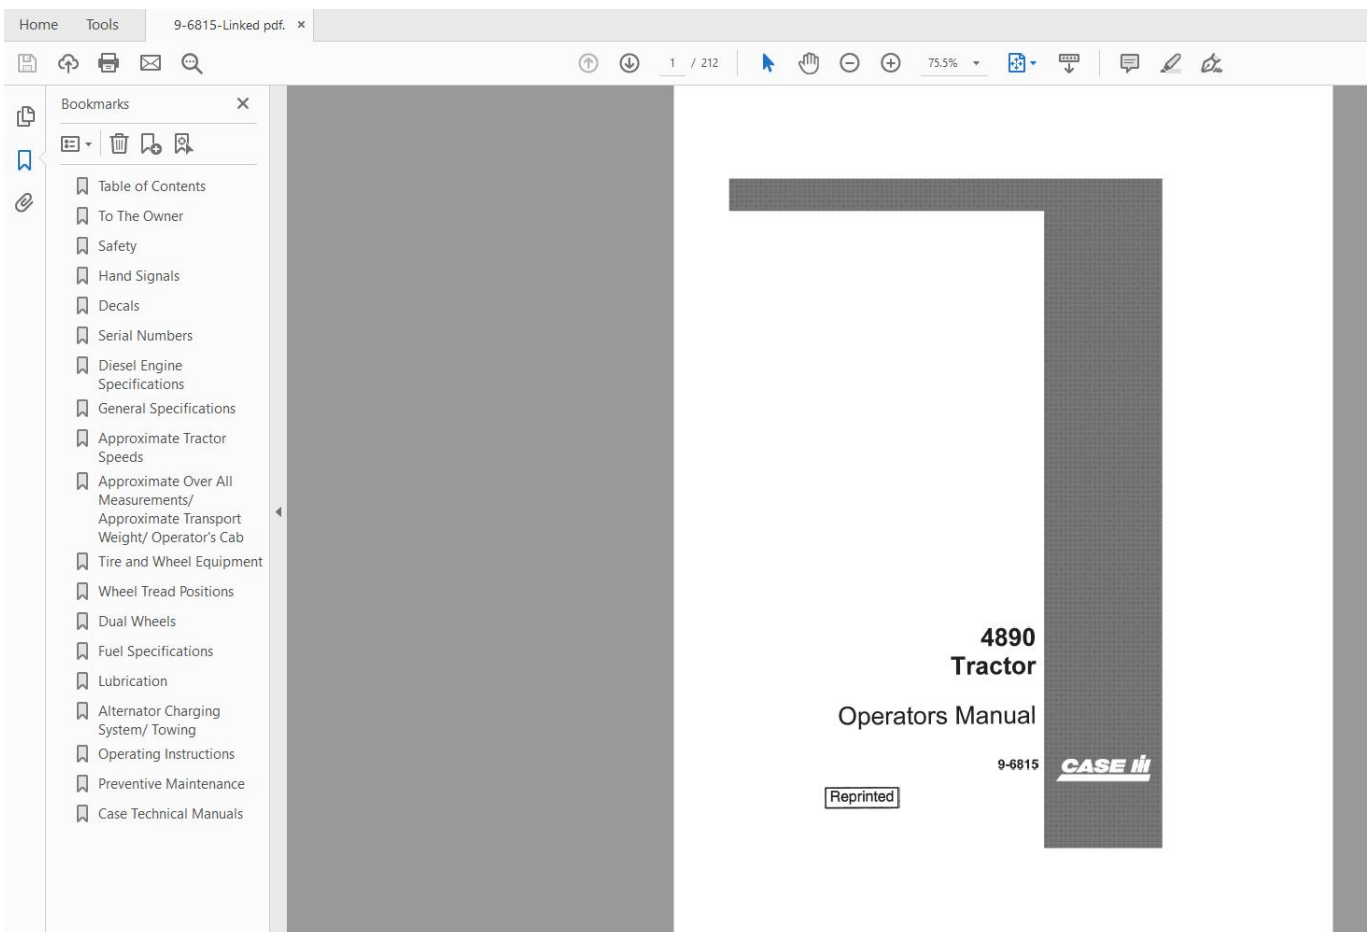 Home Tools 9-6815-Linked pdf. ×
1 / 212 75.5%
Bookmarks
Table of Contents
To The Owner
Safety
Hand Signals
Decals
Serial Numbers
Diesel Engine
Specifications
General Specifications
Approximate Tractor
Speeds
Approximate Over All
Measurements/
Approximate Transport
Weight/ Operator's Cab
Tire and Wheel Equipment
Wheel Tread Positions
Dual Wheels
Fuel Specifications
Lubrication
Alternator Charging
System/ Towing
Operating Instructions
Preventive Maintenance
Case Technical Manuals
4890
Tractor
Operators Manual
9-6815
CASE IH
Reprinted